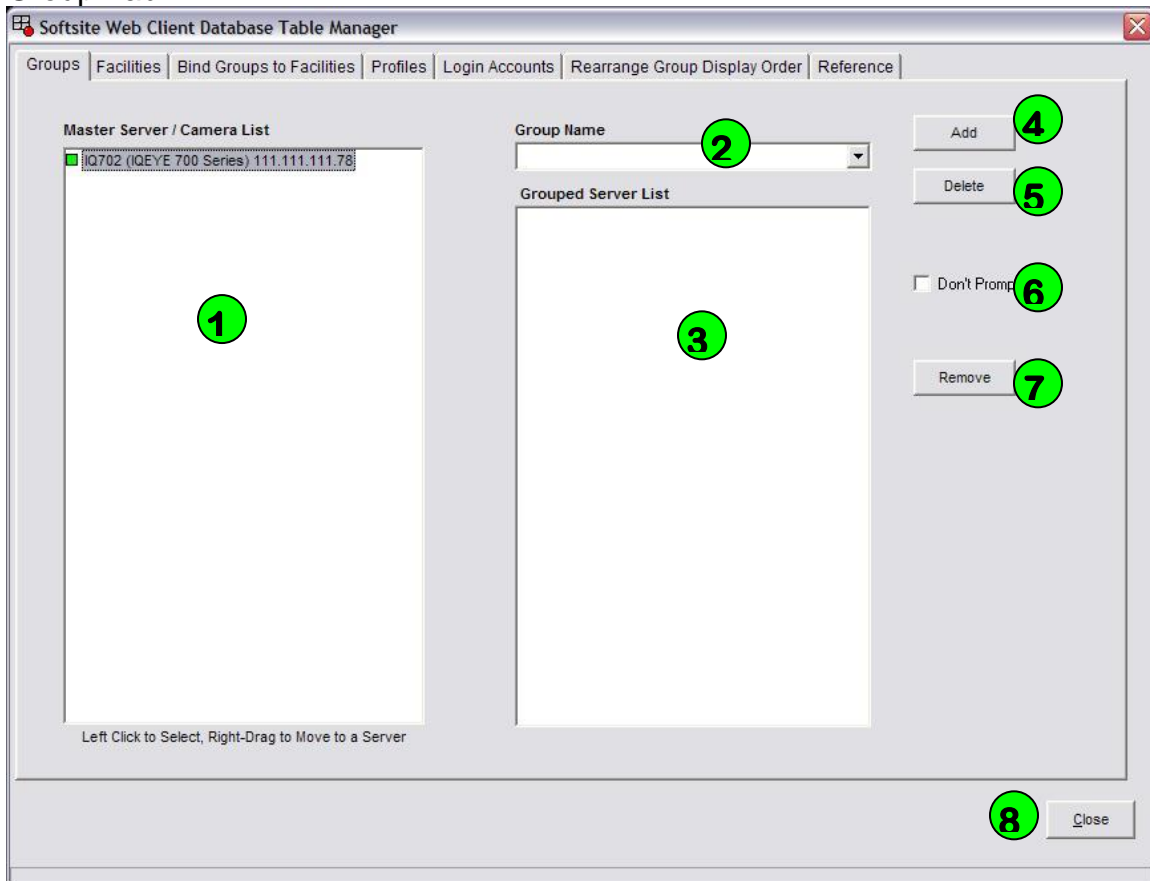 Softsite Web Client Database Table Manager
Groups Facilities Bind Groups to Facilities Profiles Login Accounts Rearrange Group Display Order Reference
Master Server / Camera List
Group Name
Add
4
2
IQ702 (IQEYE 700 Series) 111.111.111.78
Delete
5
Grouped Server List
Don't Promp
6
1
3
Remove
7
Left Click to Select, Right-Drag to Move to a Server
8
Close